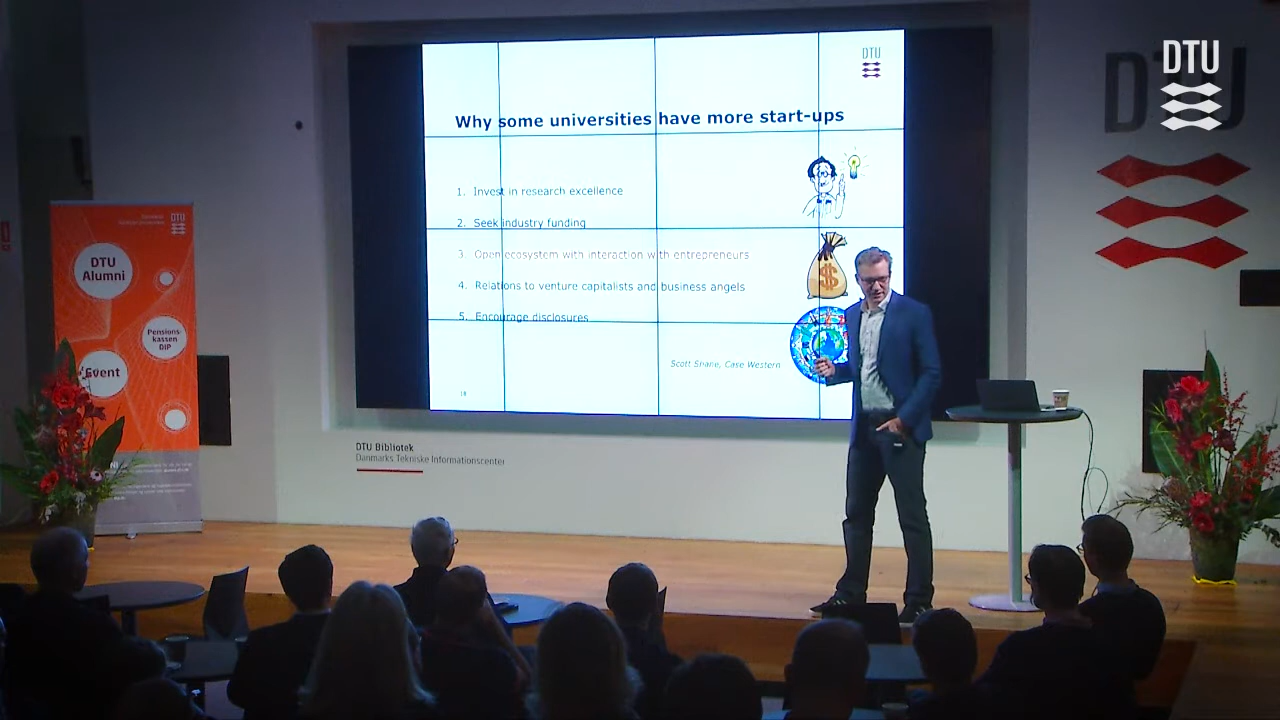 DTU
DTU
DTU
Why some universities have more start-ups
1. Invest in research excellence
2. Seek industry funding
3. Open ecosystem with interaction with entrepreneurs
4. Relations to venture capitalists and business angels
5. Encourage disclosures
$
Scott Shane, Case Western
18
DTU
DTU
Alumni
Pensions
kassen
DIP
Event
DTU Bibliotek
Danmarks Tekniske Informationscenter